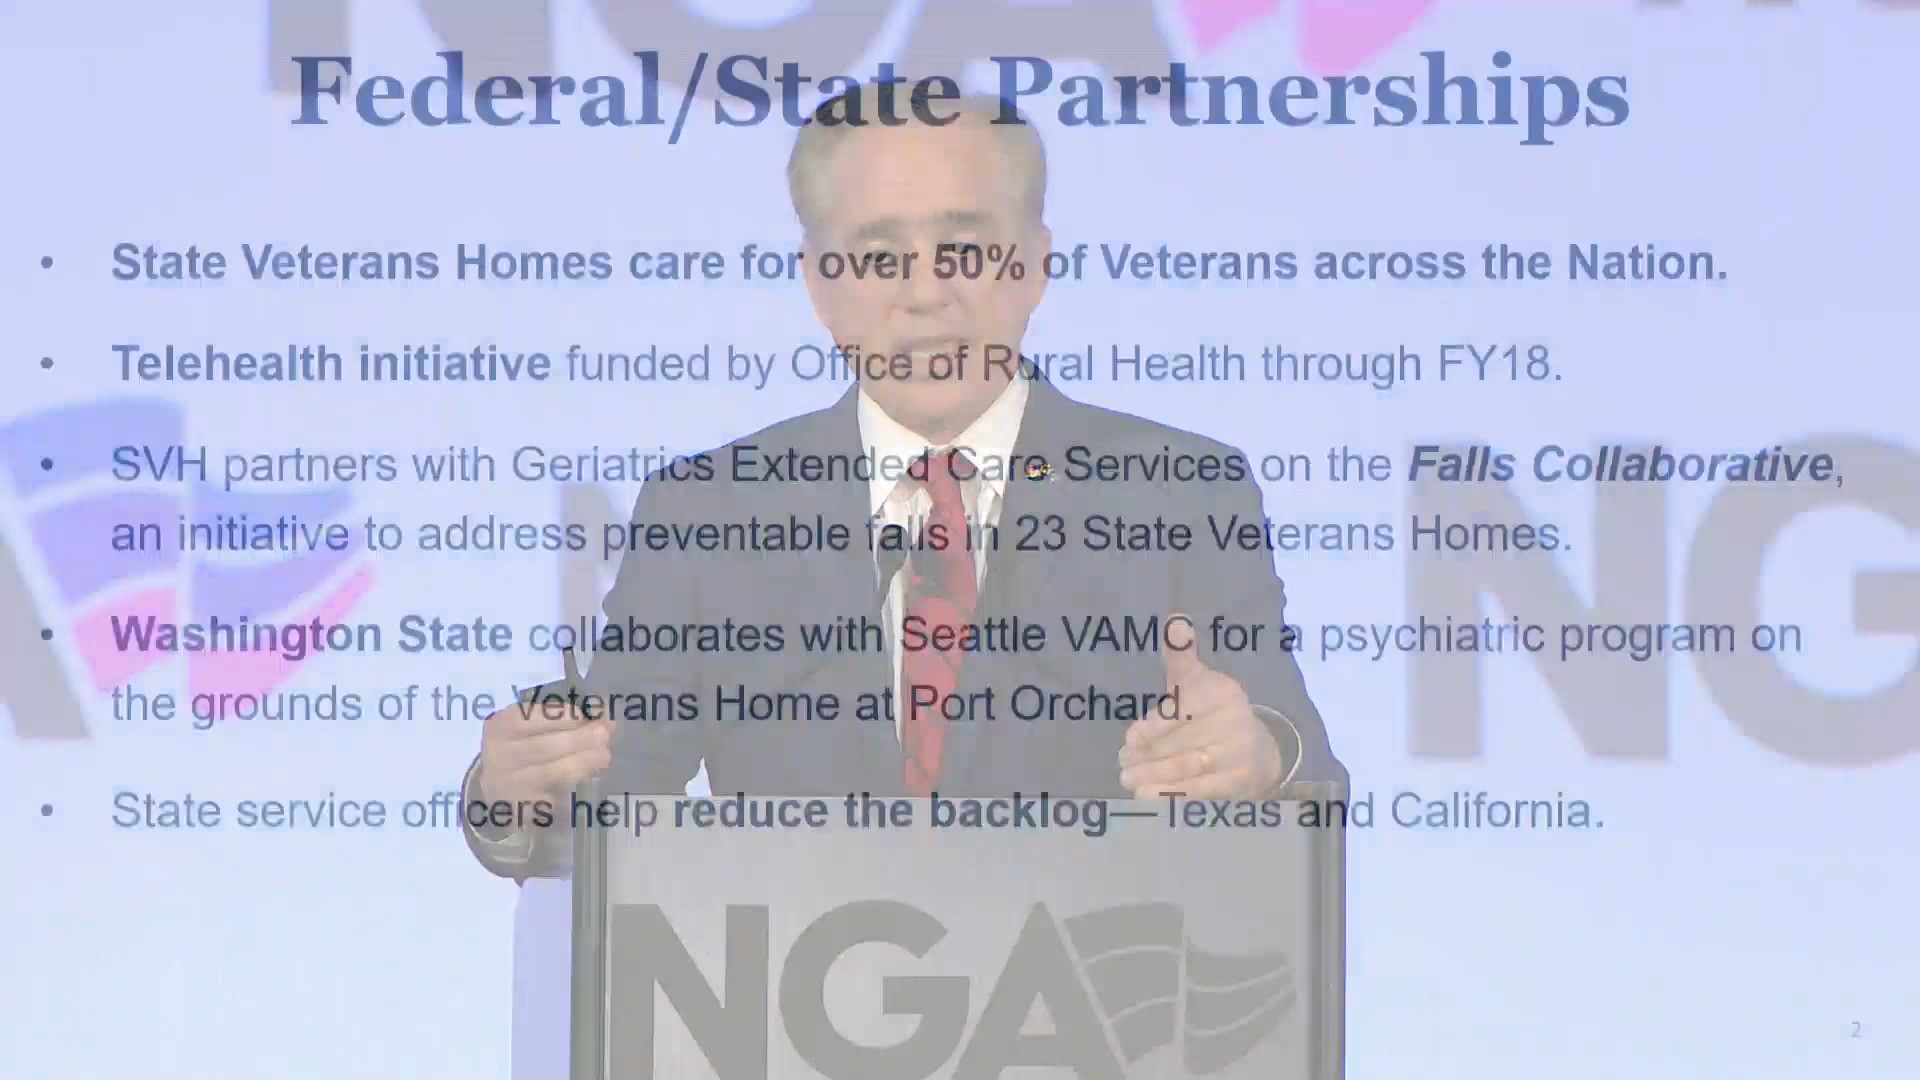 Federal/State Partnerships
• State Veterans Homes care for over 50% of Veterans across the Nation.
• Telehealth initiative funded by Office of Rural Health through FY18.
• SVH partners with Geriatrics Extended Care Services on the Falls Collaborative,
an initiative to address preventable falls in 23 State Veterans Homes.
• Washington State collaborates with Seattle VAMC for a psychiatric program on
the grounds of the Veterans Home at Port Orchard.
• State service officers help reduce the backlog—Texas and California.
NG
NGA
2